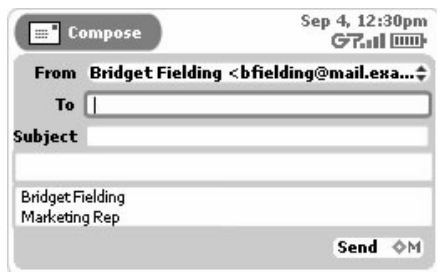 Compose
Sep 4, 12:30pm
G
From Bridget Fielding <bfielding@mail.exa...
To
Subject
Bridget Fielding
Marketing Rep
Send M